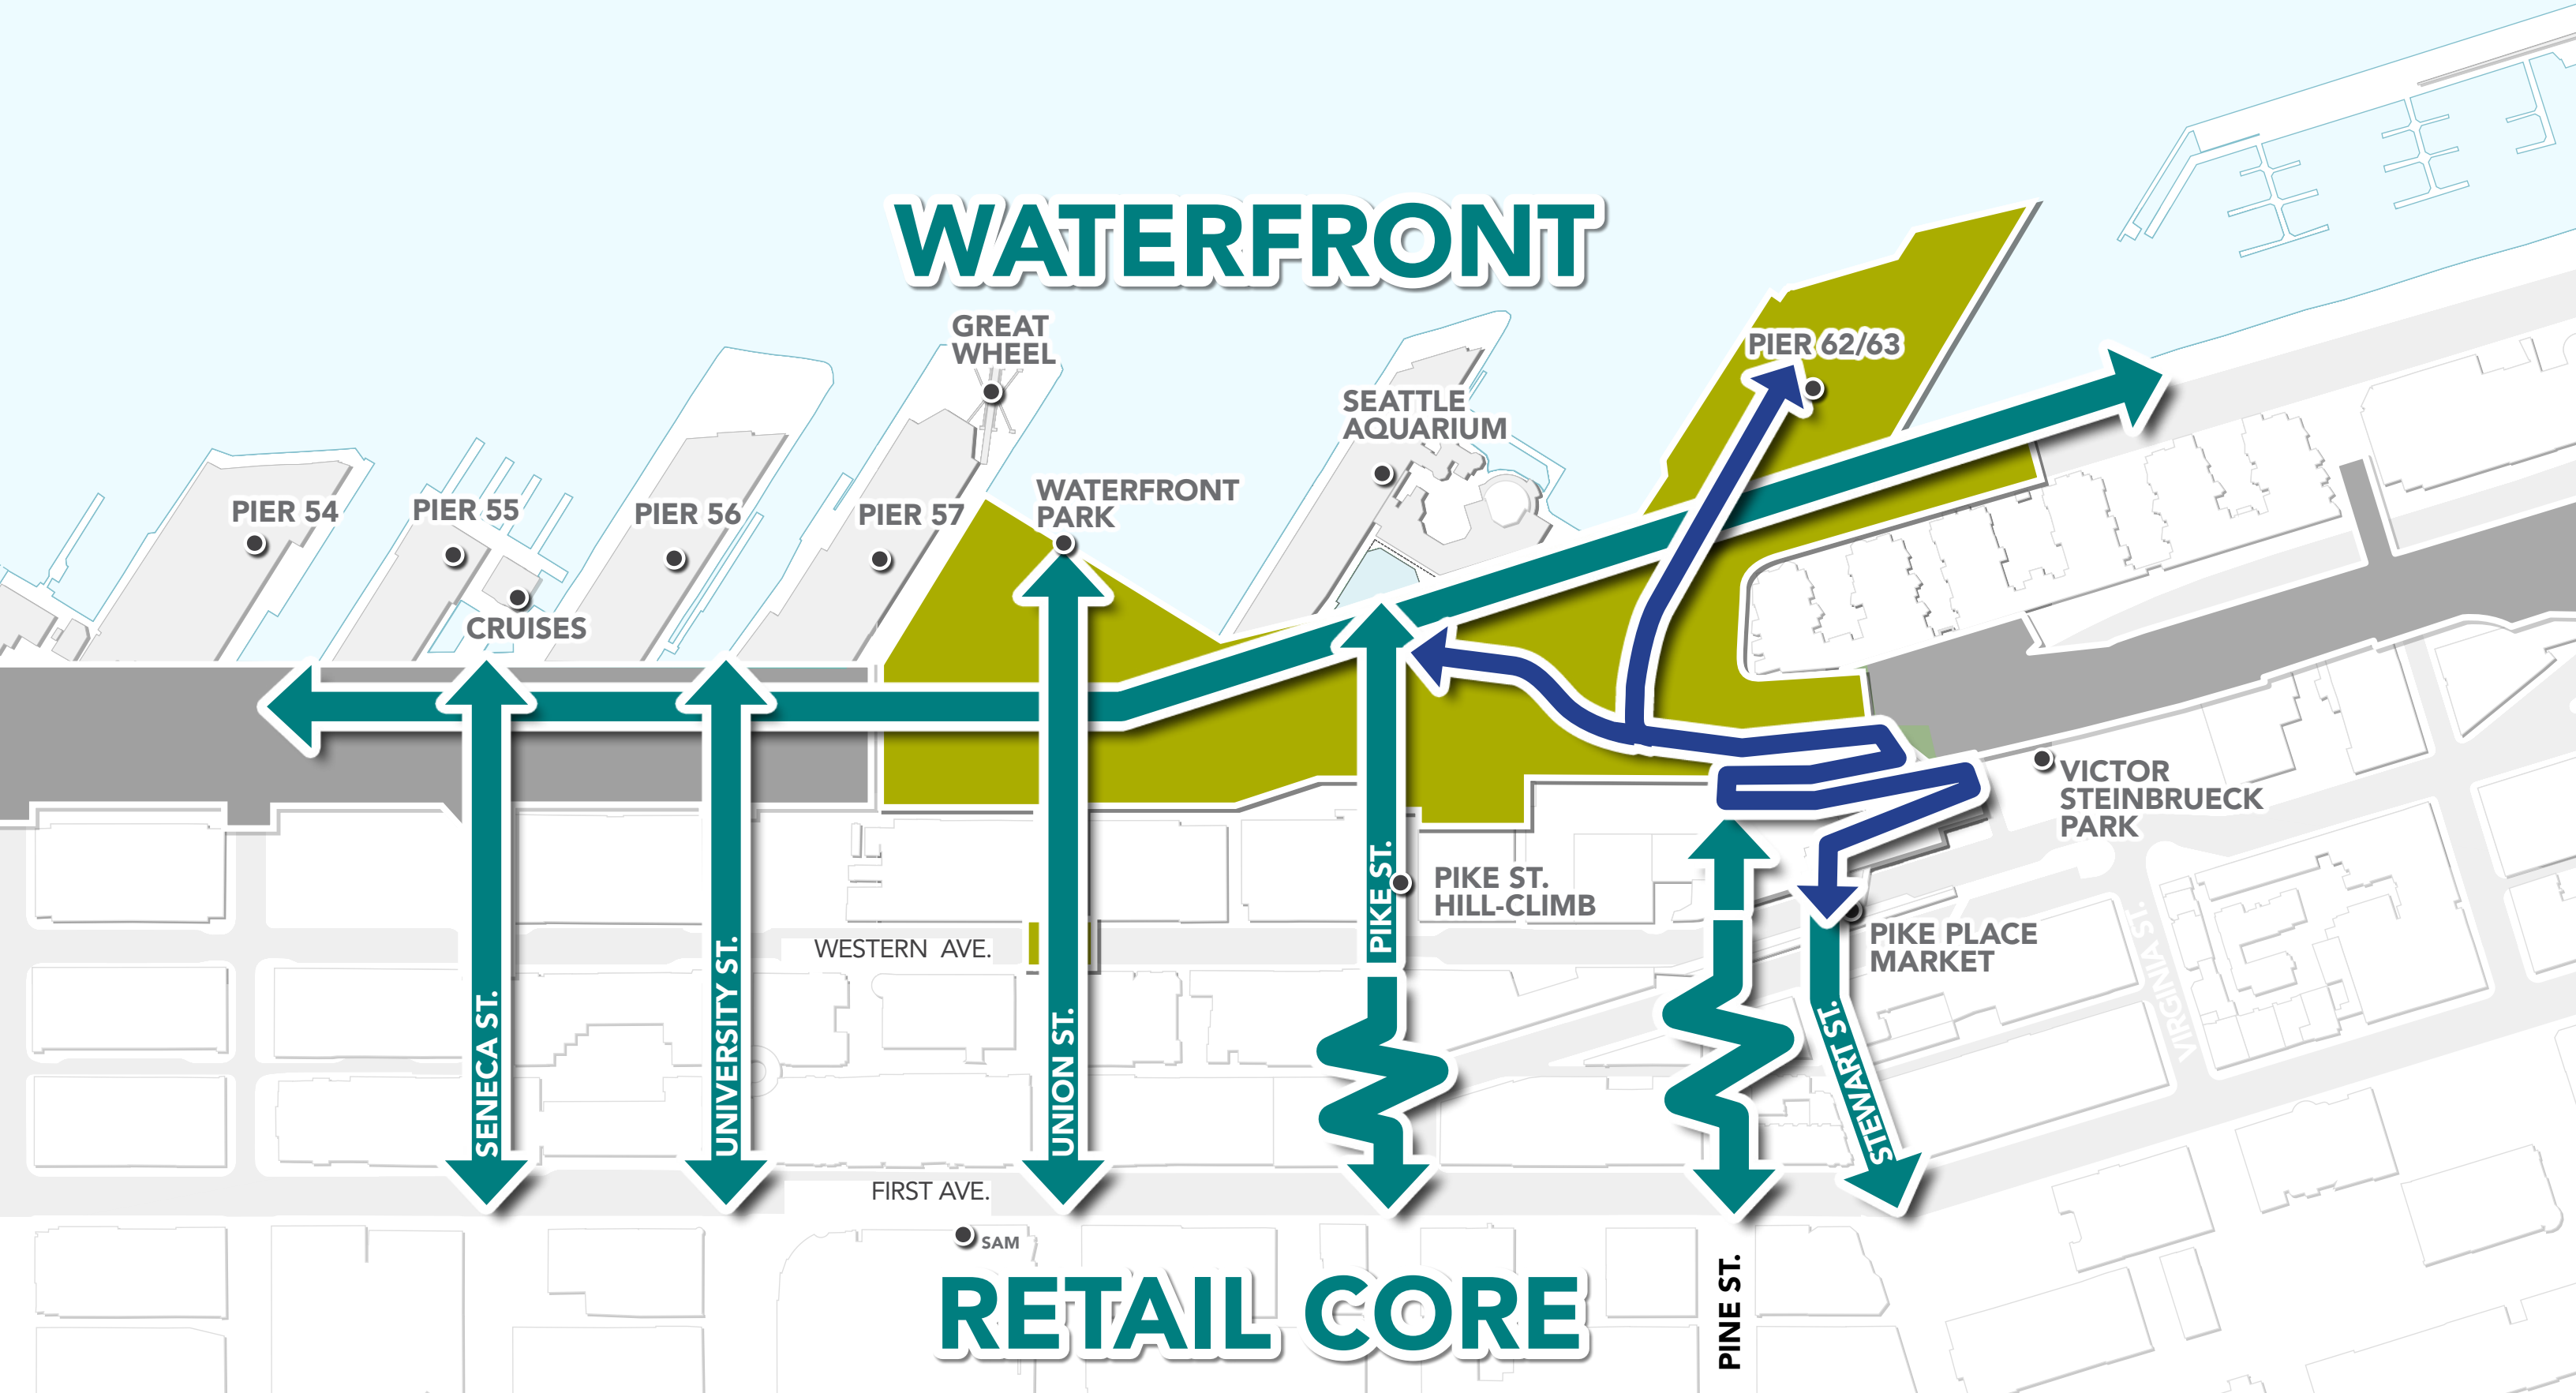 WATERFRONT
GREAT
WHEEL
PIER 62/63
SEATTLE
AQUARIUM
WATERFRONT
PARK
PIER 54
PIER 55
PIER 56
PIER 57
CRUISES
VICTOR
STEINBRUECK
PARK
PIKE ST.
PIKE ST.
HILL-CLIMB
PIKE PLACE
MARKET
WESTERN AVE.
VIRGNIA ST.
SENECA ST.
UNIVERSITY ST.
UNION ST.
STEWART ST.
FIRST AVE.
SAM
RETAIL CORE
PINE ST.